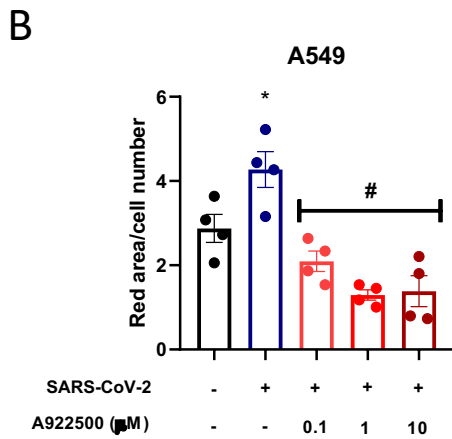 B
A549
Red area/cell number
6
4
2
0
*
#
SARS-CoV-2 - + + + +
A922500 (μM) - - 0.1 1 10